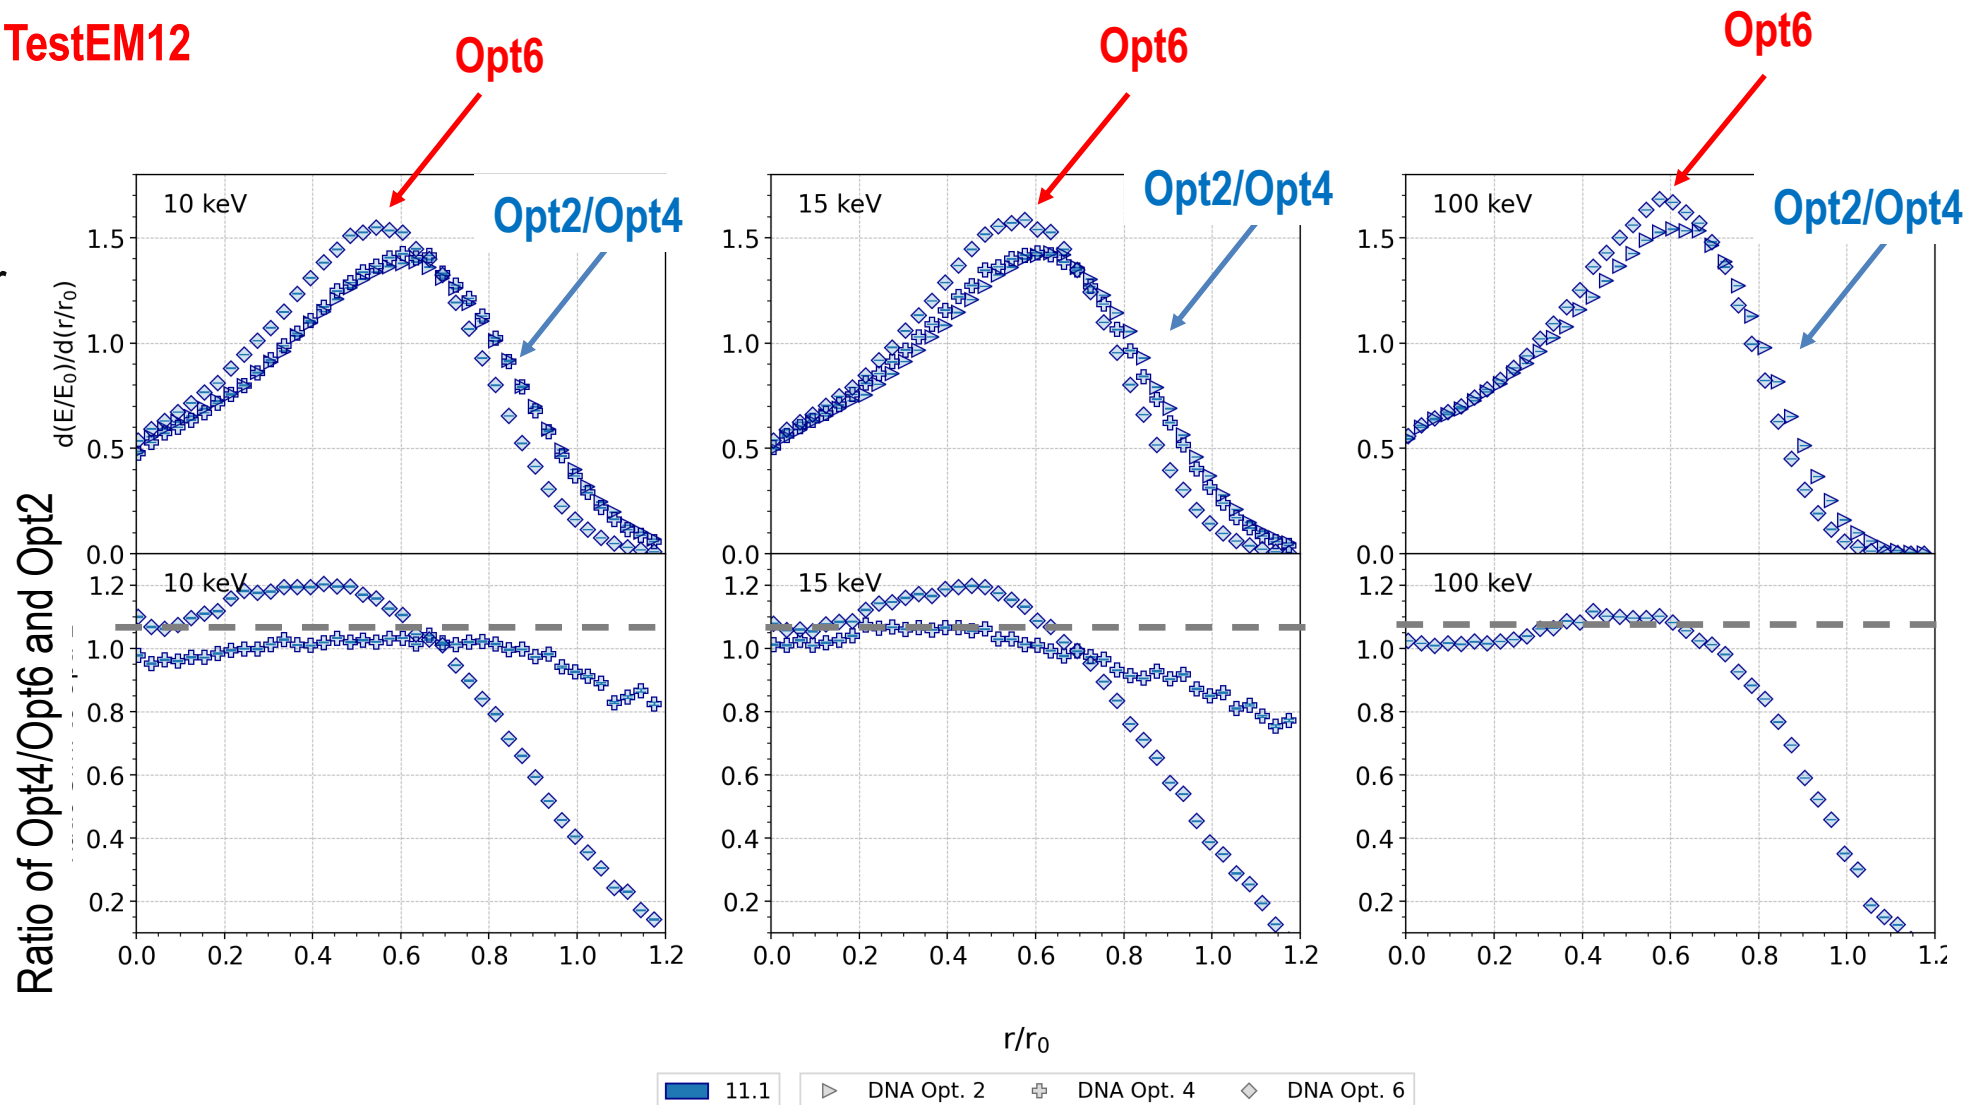 TestEM12
Opt6
Opt6
Opt6
Opt2/Opt4
Opt2/Opt4
Opt2/Opt4
10 keV
15 keV
100 keV
d(E/E₀)/d(r/r₀)
1.5
1.0
0.5
0.0
1.5
1.0
0.5
0.0
1.5
1.0
0.5
0.0
Ratio of Opt4/Opt6 and Opt2
10 keV
15 keV
100 keV
1.2
1.0
0.8
0.6
0.4
0.2
1.2
1.0
0.8
0.6
0.4
0.2
1.2
1.0
0.8
0.6
0.4
0.2
0.0 0.2 0.4 0.6 0.8 1.0 1.2
0.0 0.2 0.4 0.6 0.8 1.0 1.2
0.0 0.2 0.4 0.6 0.8 1.0 1.2
r/r₀
11.1 DNA Opt. 2 DNA Opt. 4 DNA Opt. 6